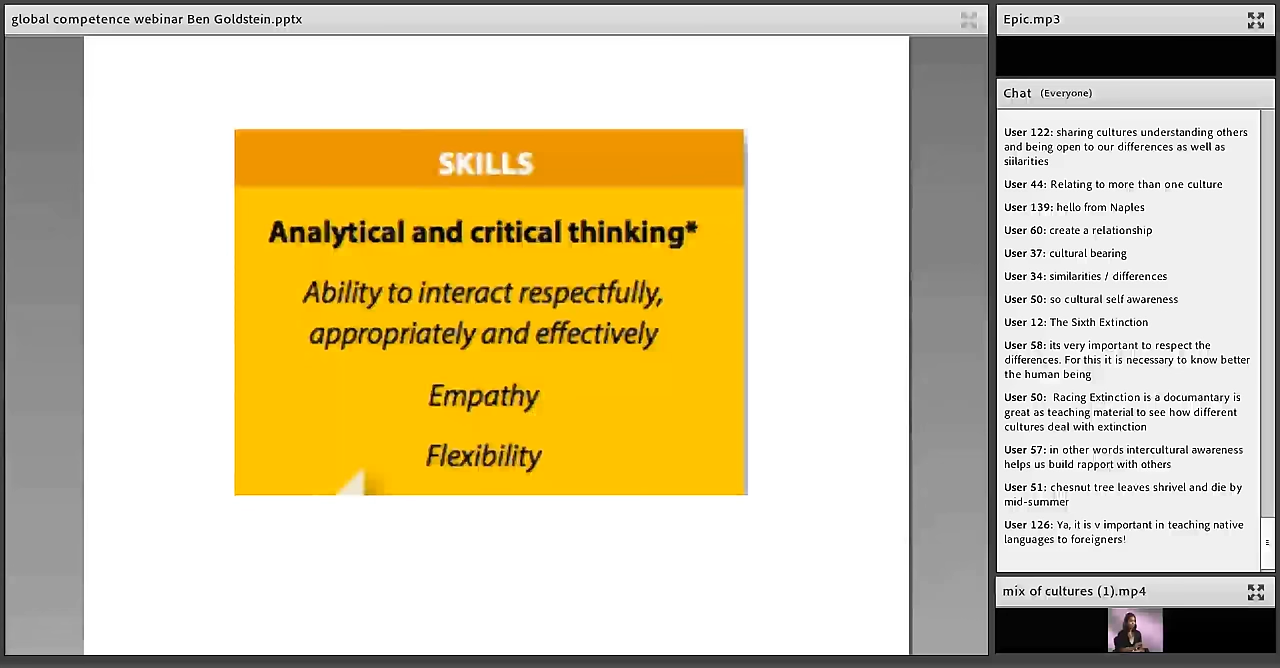 global competence webinar Ben Goldstein.pptx
SKILLS
Analytical and critical thinking*
Ability to interact respectfully,
appropriately and effectively
Empathy
Flexibility
Epic.mp3
Chat (Everyone)
User 122: sharing cultures understanding others
and being open to our differences as well as
siilarities
User 44: Relating to more than one culture
User 139: hello from Naples
User 60: create a relationship
User 37: cultural bearing
User 34: similarities / differences
User 50: so cultural self awareness
User 12: The Sixth Extinction
User 58: its very important to respect the
differences. For this it is necessary to know better
the human being
User 50: Racing Extinction is a documantary is
great as teaching material to see how different
cultures deal with extinction
User 57: in other words intercultural awareness
helps us build rapport with others
User 51: chesnut tree leaves shrivel and die by
mid-summer
User 126: Ya, it is v important in teaching native
languages to foreigners!
mix of cultures (1).mp4